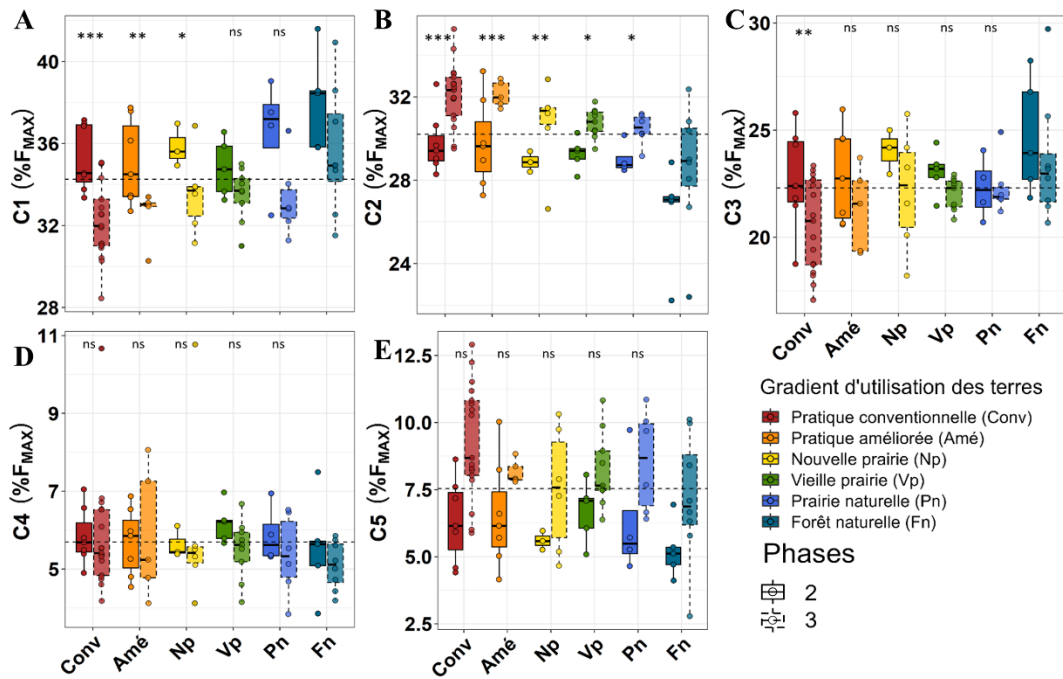 A
C1 (%FMAX)
40
36
32
28
*** ** * ns ns
B
C2 (%FMAX)
32
28
24
*** *** ** * *
C
C3 (%FMAX)
30
25
20
** ns ns ns ns
Conv Amé Np Vp Pn Fn
D
C4 (%FMAX)
11
9
7
5
ns ns ns ns ns
Conv Amé Np Vp Pn Fn
E
C5 (%FMAX)
12.5
10.0
7.5
5.0
2.5
ns ns ns ns ns
Conv Amé Np Vp Pn Fn
Gradient d'utilisation des terres
Pratique conventionnelle (Conv)
Pratique améliorée (Amé)
Nouvelle prairie (Np)
Vieille prairie (Vp)
Prairie naturelle (Pn)
Forêt naturelle (Fn)
Phases
2
3